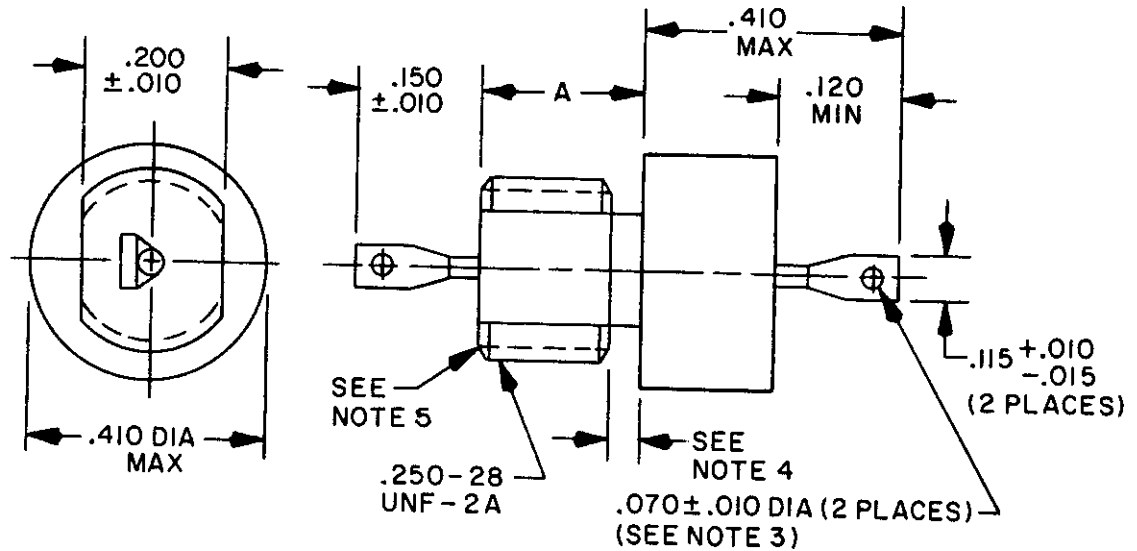 .200
±.010
.150
±.010
A
.410
MAX
.120
MIN
.115 +.010
-.015
(2 PLACES)
SEE
NOTE 5
.410 DIA
MAX
.250-28
UNF-2A
SEE
NOTE 4
.070±.010 DIA (2 PLACES)
(SEE NOTE 3)